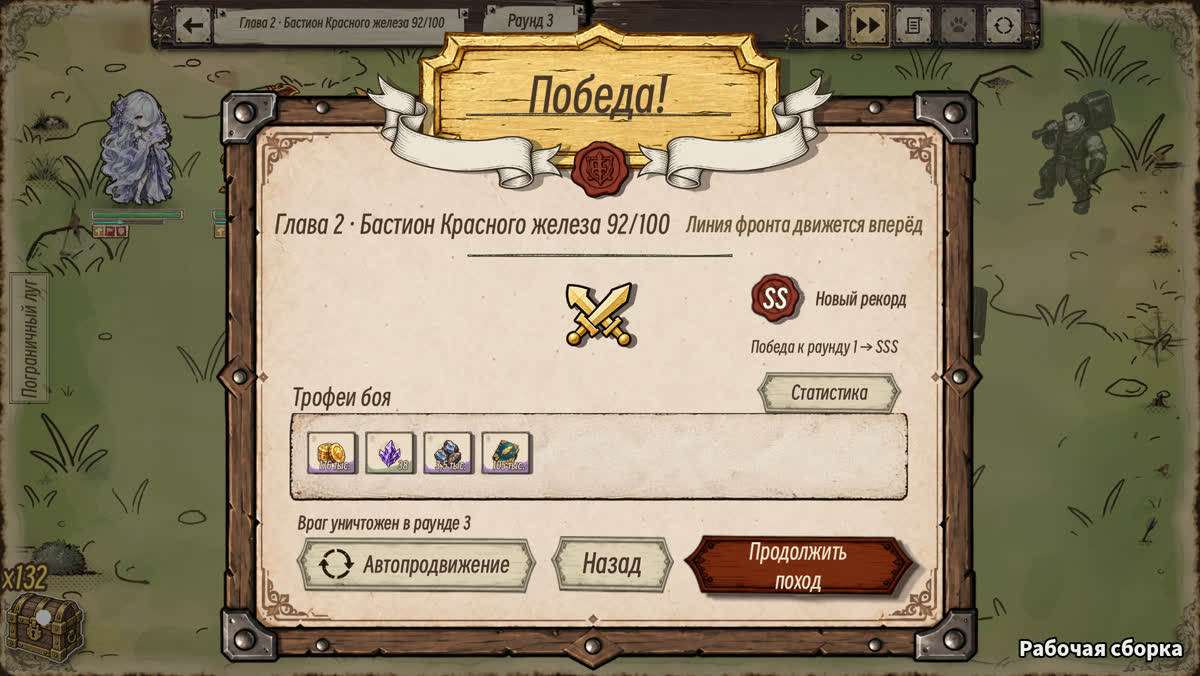 Глава 2 · Бастион Красного железа 92/100
Раунд 3
Победа!
Глава 2 · Бастион Красного железа 92/100
Линия фронта движется вперёд
SS
Новый рекорд
Победа к раунду 1 → SSS
Пограничный луг
Статистика
Трофеи боя
38
Враг уничтожен в раунде 3
Автопродвижение
Назад
Продолжить
поход
x132
Рабочая сборка